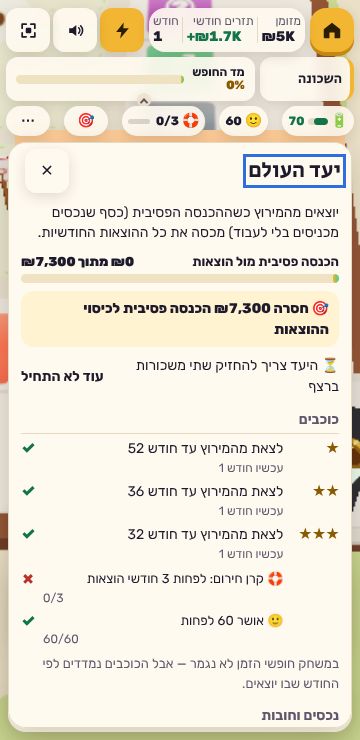 מזומן
₪5K
תזרים חודשי
+₪1.7K
חודש
1
השכונה
מד החופש
0%
70
60
0/3
...
יעד העולם
יוצאים מהמירוץ כשההכנסה הפסיבית (כסף שנכסים
מכניסים בלי לעבוד) מכסה את כל ההוצאות החודשיות.
הכנסה פסיבית מול הוצאות
₪0 מתוך ₪7,300
🎯 חסרה ₪7,300 הכנסה פסיבית לכיסוי
ההוצאות
⏳ היעד צריך להחזיק שתי משכורות
ברצף
עוד לא התחיל
כוכבים
★ לצאת מהמירוץ עד חודש 52 ✓
עכשיו חודש 1
★★ לצאת מהמירוץ עד חודש 36 ✓
עכשיו חודש 1
★★★ לצאת מהמירוץ עד חודש 32 ✓
עכשיו חודש 1
🛟 קרן חירום: לפחות 3 חודשי הוצאות ✖
0/3
🙂 אושר 60 לפחות ✓
60/60
במשחק חופשי הזמן לא נגמר — אבל הכוכבים נמדדים לפי
החודש שבו יוצאים.
נכסים וחובות